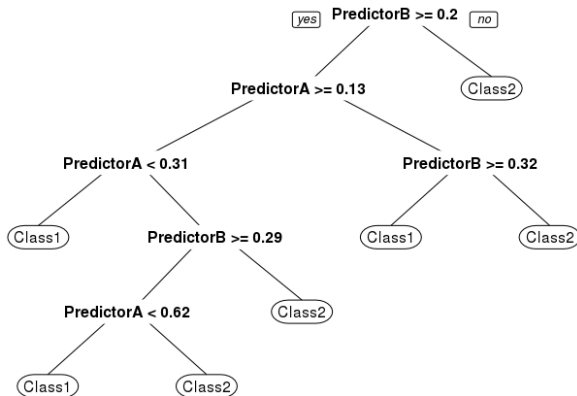 yes PredictorB >= 0.2 no
PredictorA >= 0.13 Class2
PredictorA < 0.31 PredictorB >= 0.32
Class1 PredictorB >= 0.29 Class1 Class2
PredictorA < 0.62 Class2
Class1 Class2